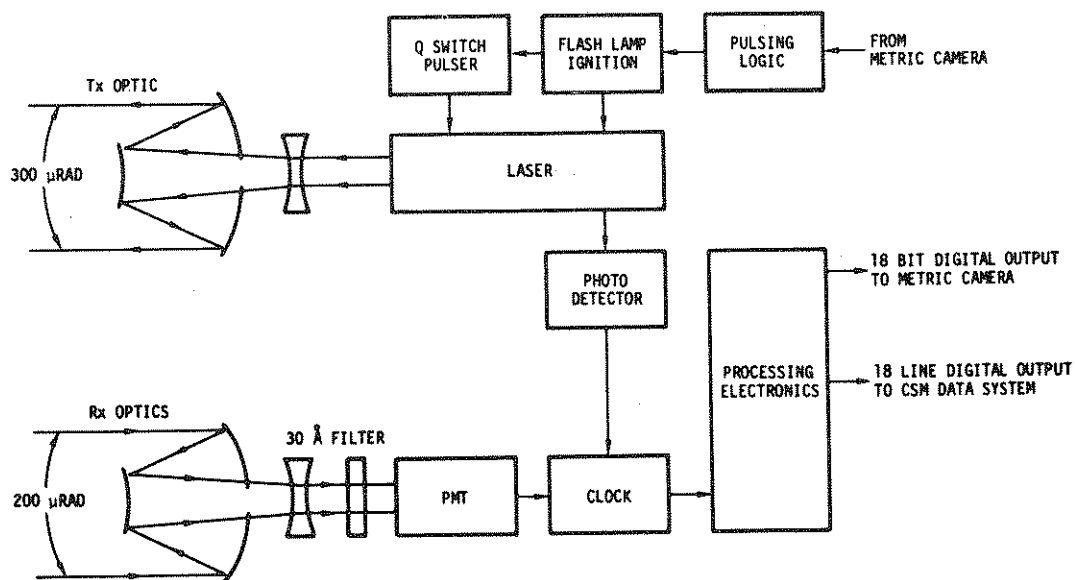 Q SWITCH
PULSER
FLASH LAMP
IGNITION
PULSING
LOGIC
FROM
METRIC CAMERA
Tx OPTIC
300 μRAD
LASER
PHOTO
DETECTOR
18 BIT DIGITAL OUTPUT
TO METRIC CAMERA
PROCESSING
ELECTRONICS
18 LINE DIGITAL OUTPUT
TO CSM DATA SYSTEM
Rx OPTICS
30 Å FILTER
200 μRAD
PMT
CLOCK